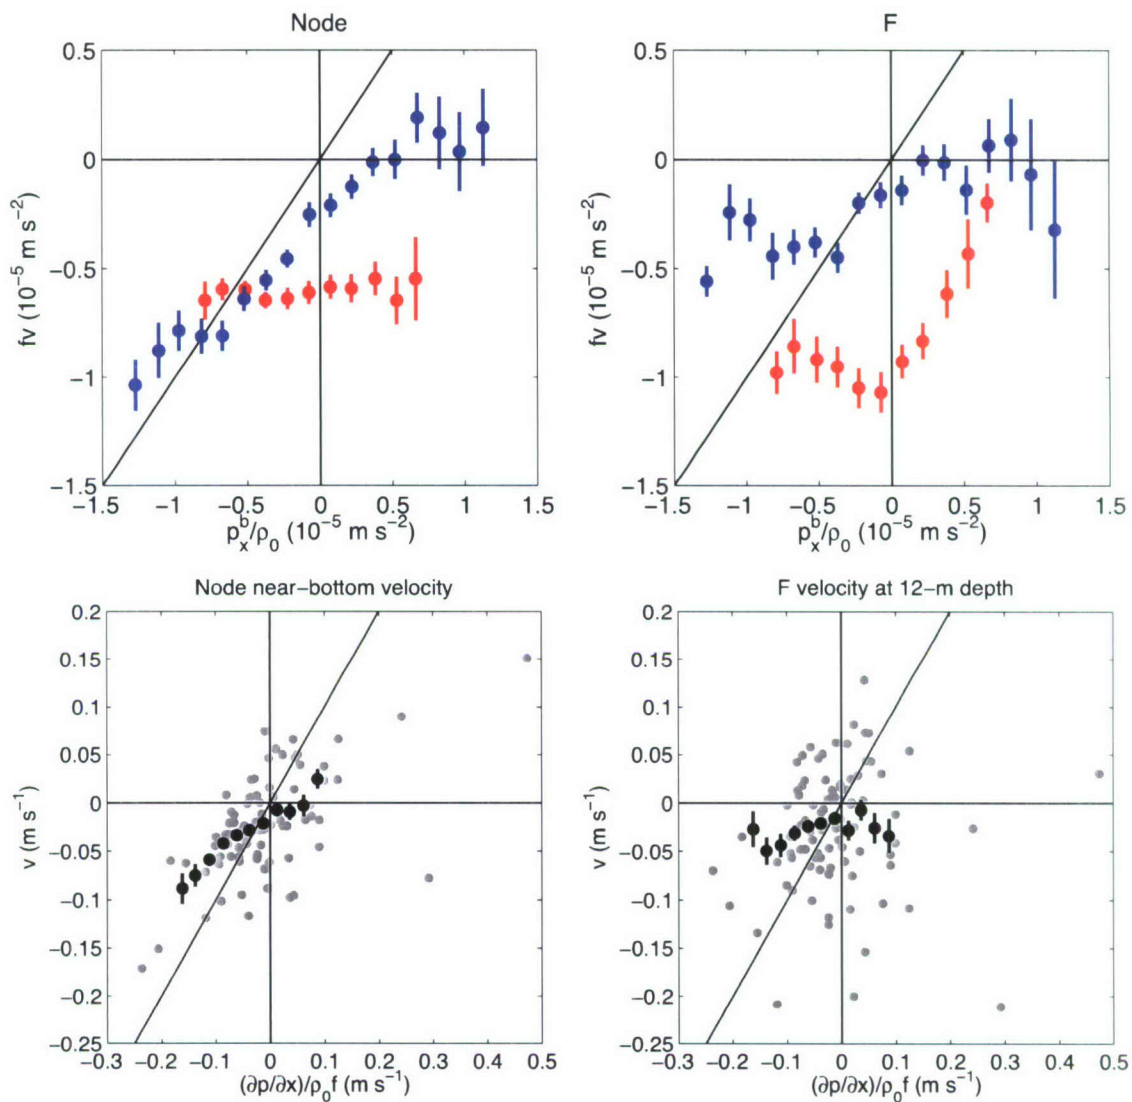 Node
0.5
0
−0.5
−1
−1.5
fv (10⁻⁵ m s⁻²)
−1.5 −1 −0.5 0 0.5 1 1.5
pₓᵇ/ρ₀ (10⁻⁵ m s⁻²)
F
0.5
0
−0.5
−1
−1.5
fv (10⁻⁵ m s⁻²)
−1.5 −1 −0.5 0 0.5 1 1.5
pₓᵇ/ρ₀ (10⁻⁵ m s⁻²)
Node near−bottom velocity
0.2
0.15
0.1
0.05
0
−0.05
−0.1
−0.15
−0.2
−0.25
v (m s⁻¹)
−0.3 −0.2 −0.1 0 0.1 0.2 0.3 0.4 0.5
(∂p/∂x)/ρ₀f (m s⁻¹)
F velocity at 12−m depth
0.2
0.15
0.1
0.05
0
−0.05
−0.1
−0.15
−0.2
−0.25
v (m s⁻¹)
−0.3 −0.2 −0.1 0 0.1 0.2 0.3 0.4 0.5
(∂p/∂x)/ρ₀f (m s⁻¹)